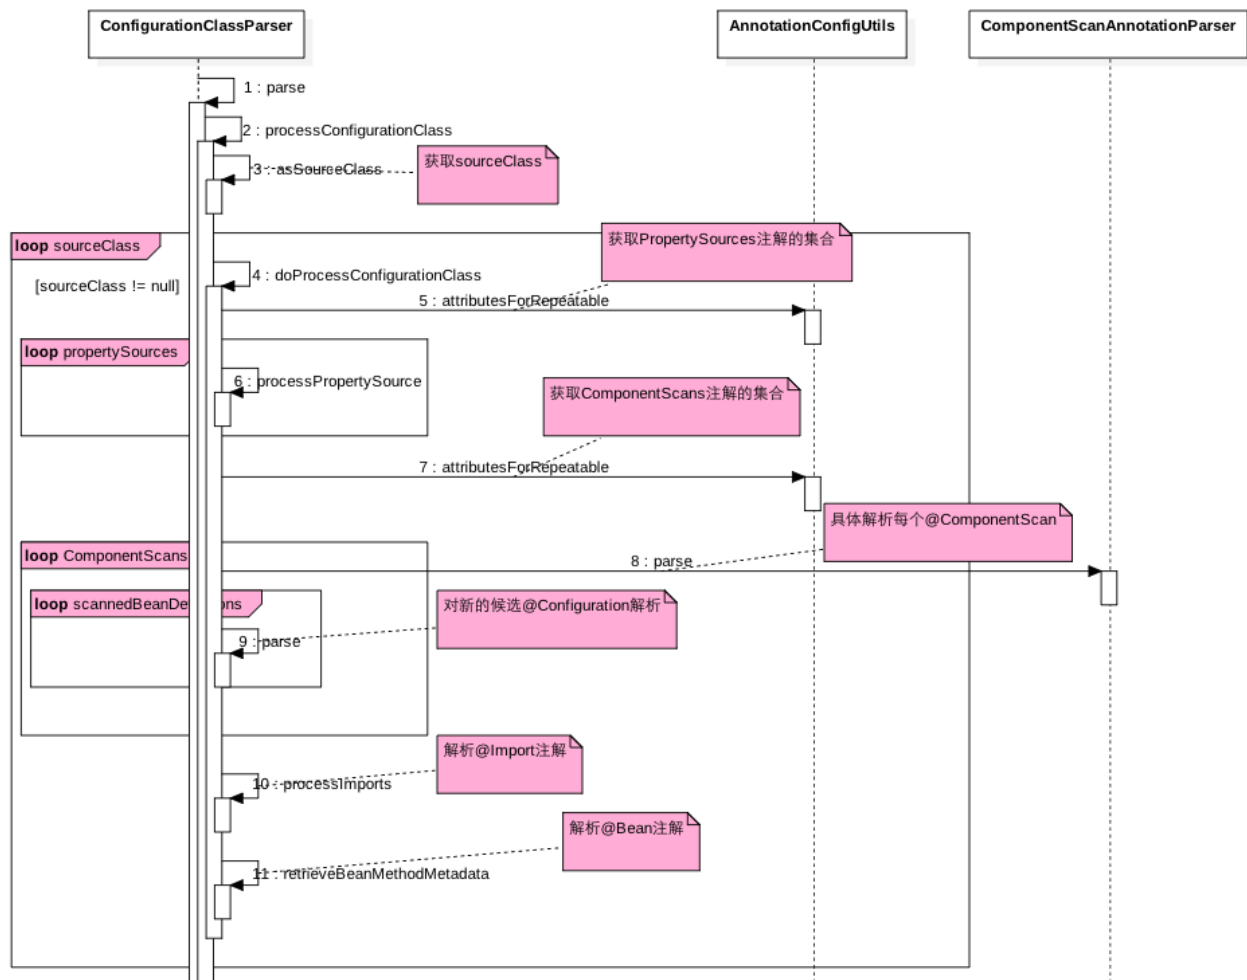 ConfigurationClassParser
AnnotationConfigUtils
ComponentScanAnnotationParser
1 : parse
2 : processConfigurationClass
3 : asSourceClass
获取sourceClass
loop sourceClass
获取PropertySources注解的集合
[sourceClass != null]
4 : doProcessConfigurationClass
5 : attributesForRepeatable
loop propertySources
6 : processPropertySource
获取ComponentScans注解的集合
7 : attributesForRepeatable
具体解析每个@ComponentScan
loop ComponentScans
8 : parse
loop scannedBeanDefinitions
对新的候选@Configuration解析
9 : parse
解析@Import注解
10 : processImports
解析@Bean注解
11 : retrieveBeanMethodMetadata